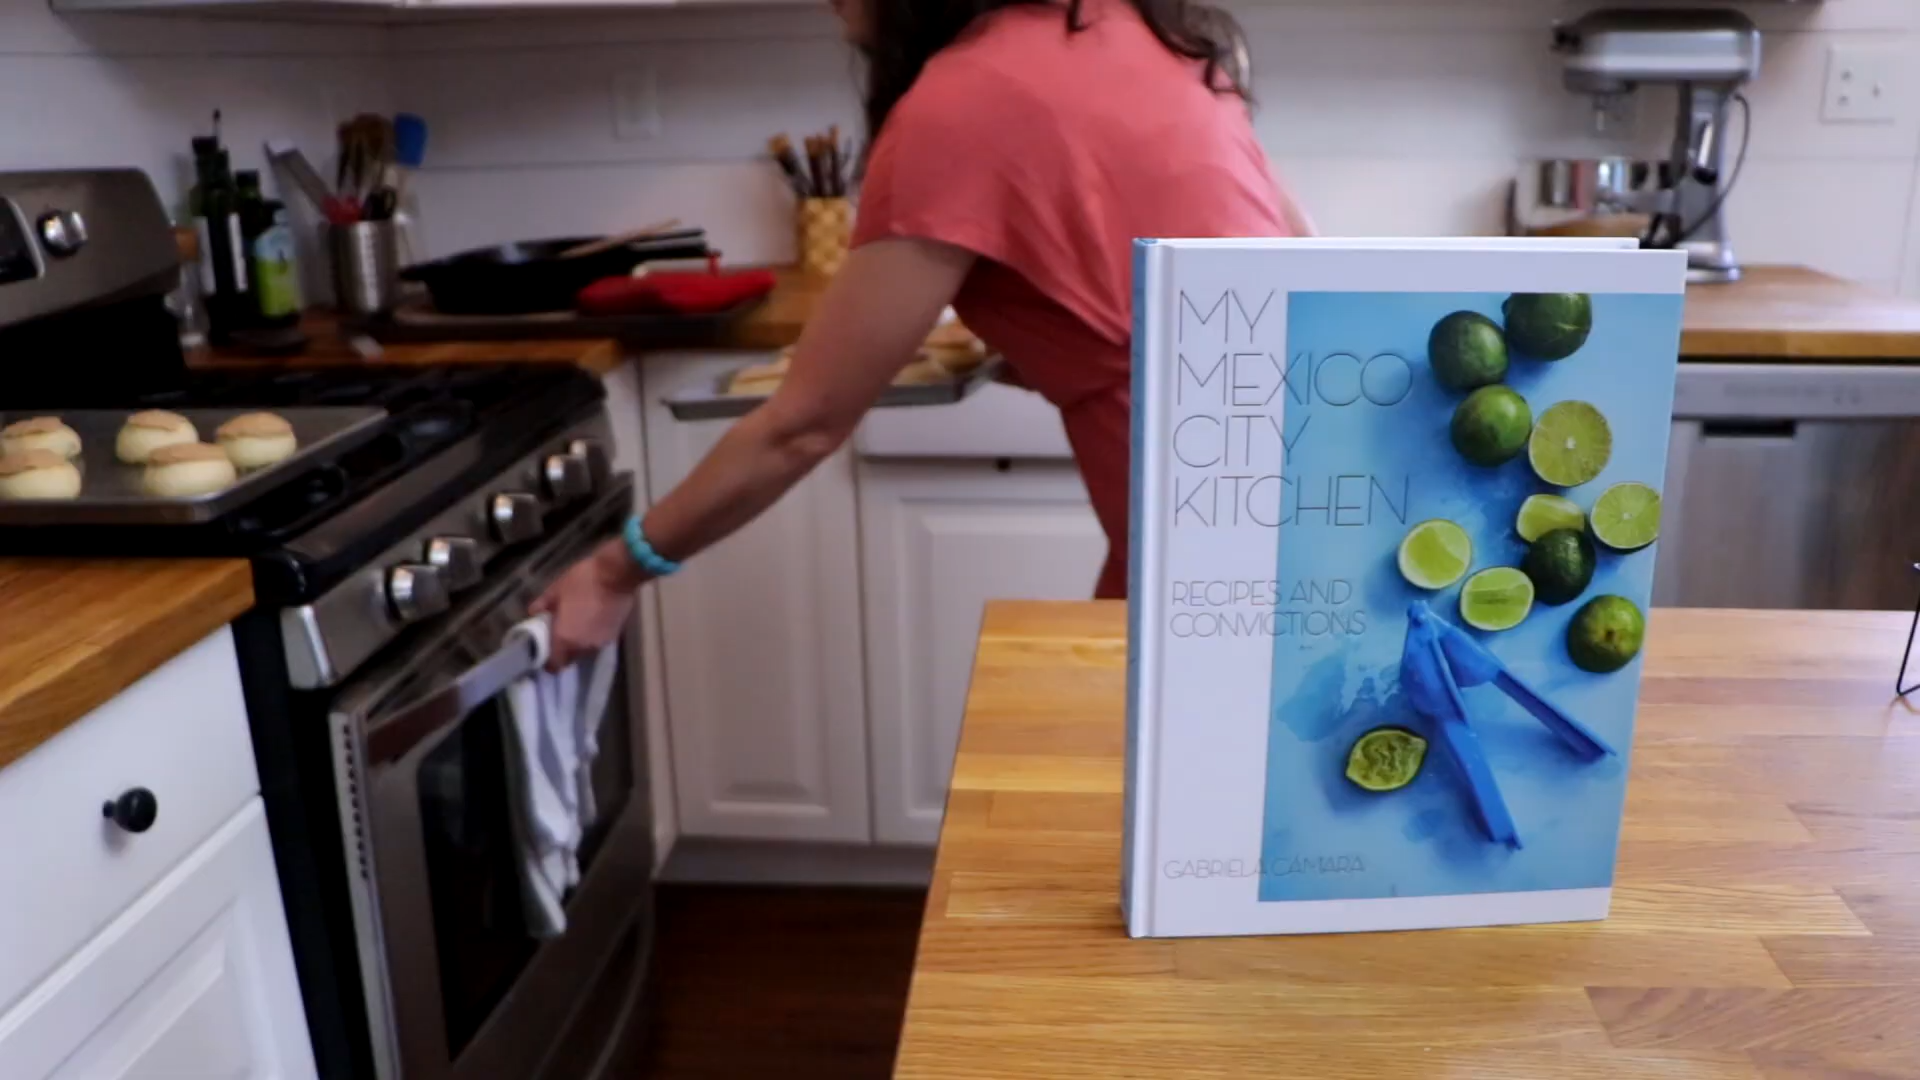 MY
MEXICO
CITY
KITCHEN
RECIPES AND
CONVICTIONS
GABRIELA CÁMARA